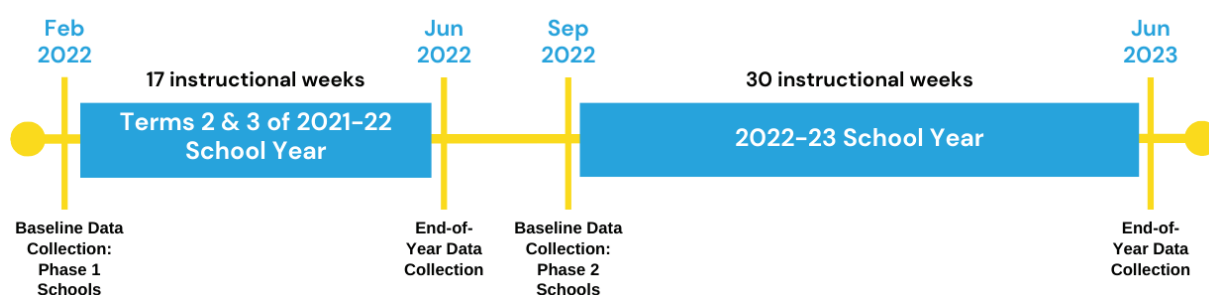 Feb
2022
Jun
2022
Sep
2022
Jun
2023
17 instructional weeks
30 instructional weeks
Terms 2 & 3 of 2021-22
School Year
2022-23 School Year
Baseline Data
Collection:
Phase 1
Schools
End-of-
Year Data
Collection
Baseline Data
Collection:
Phase 2
Schools
End-of-
Year Data
Collection